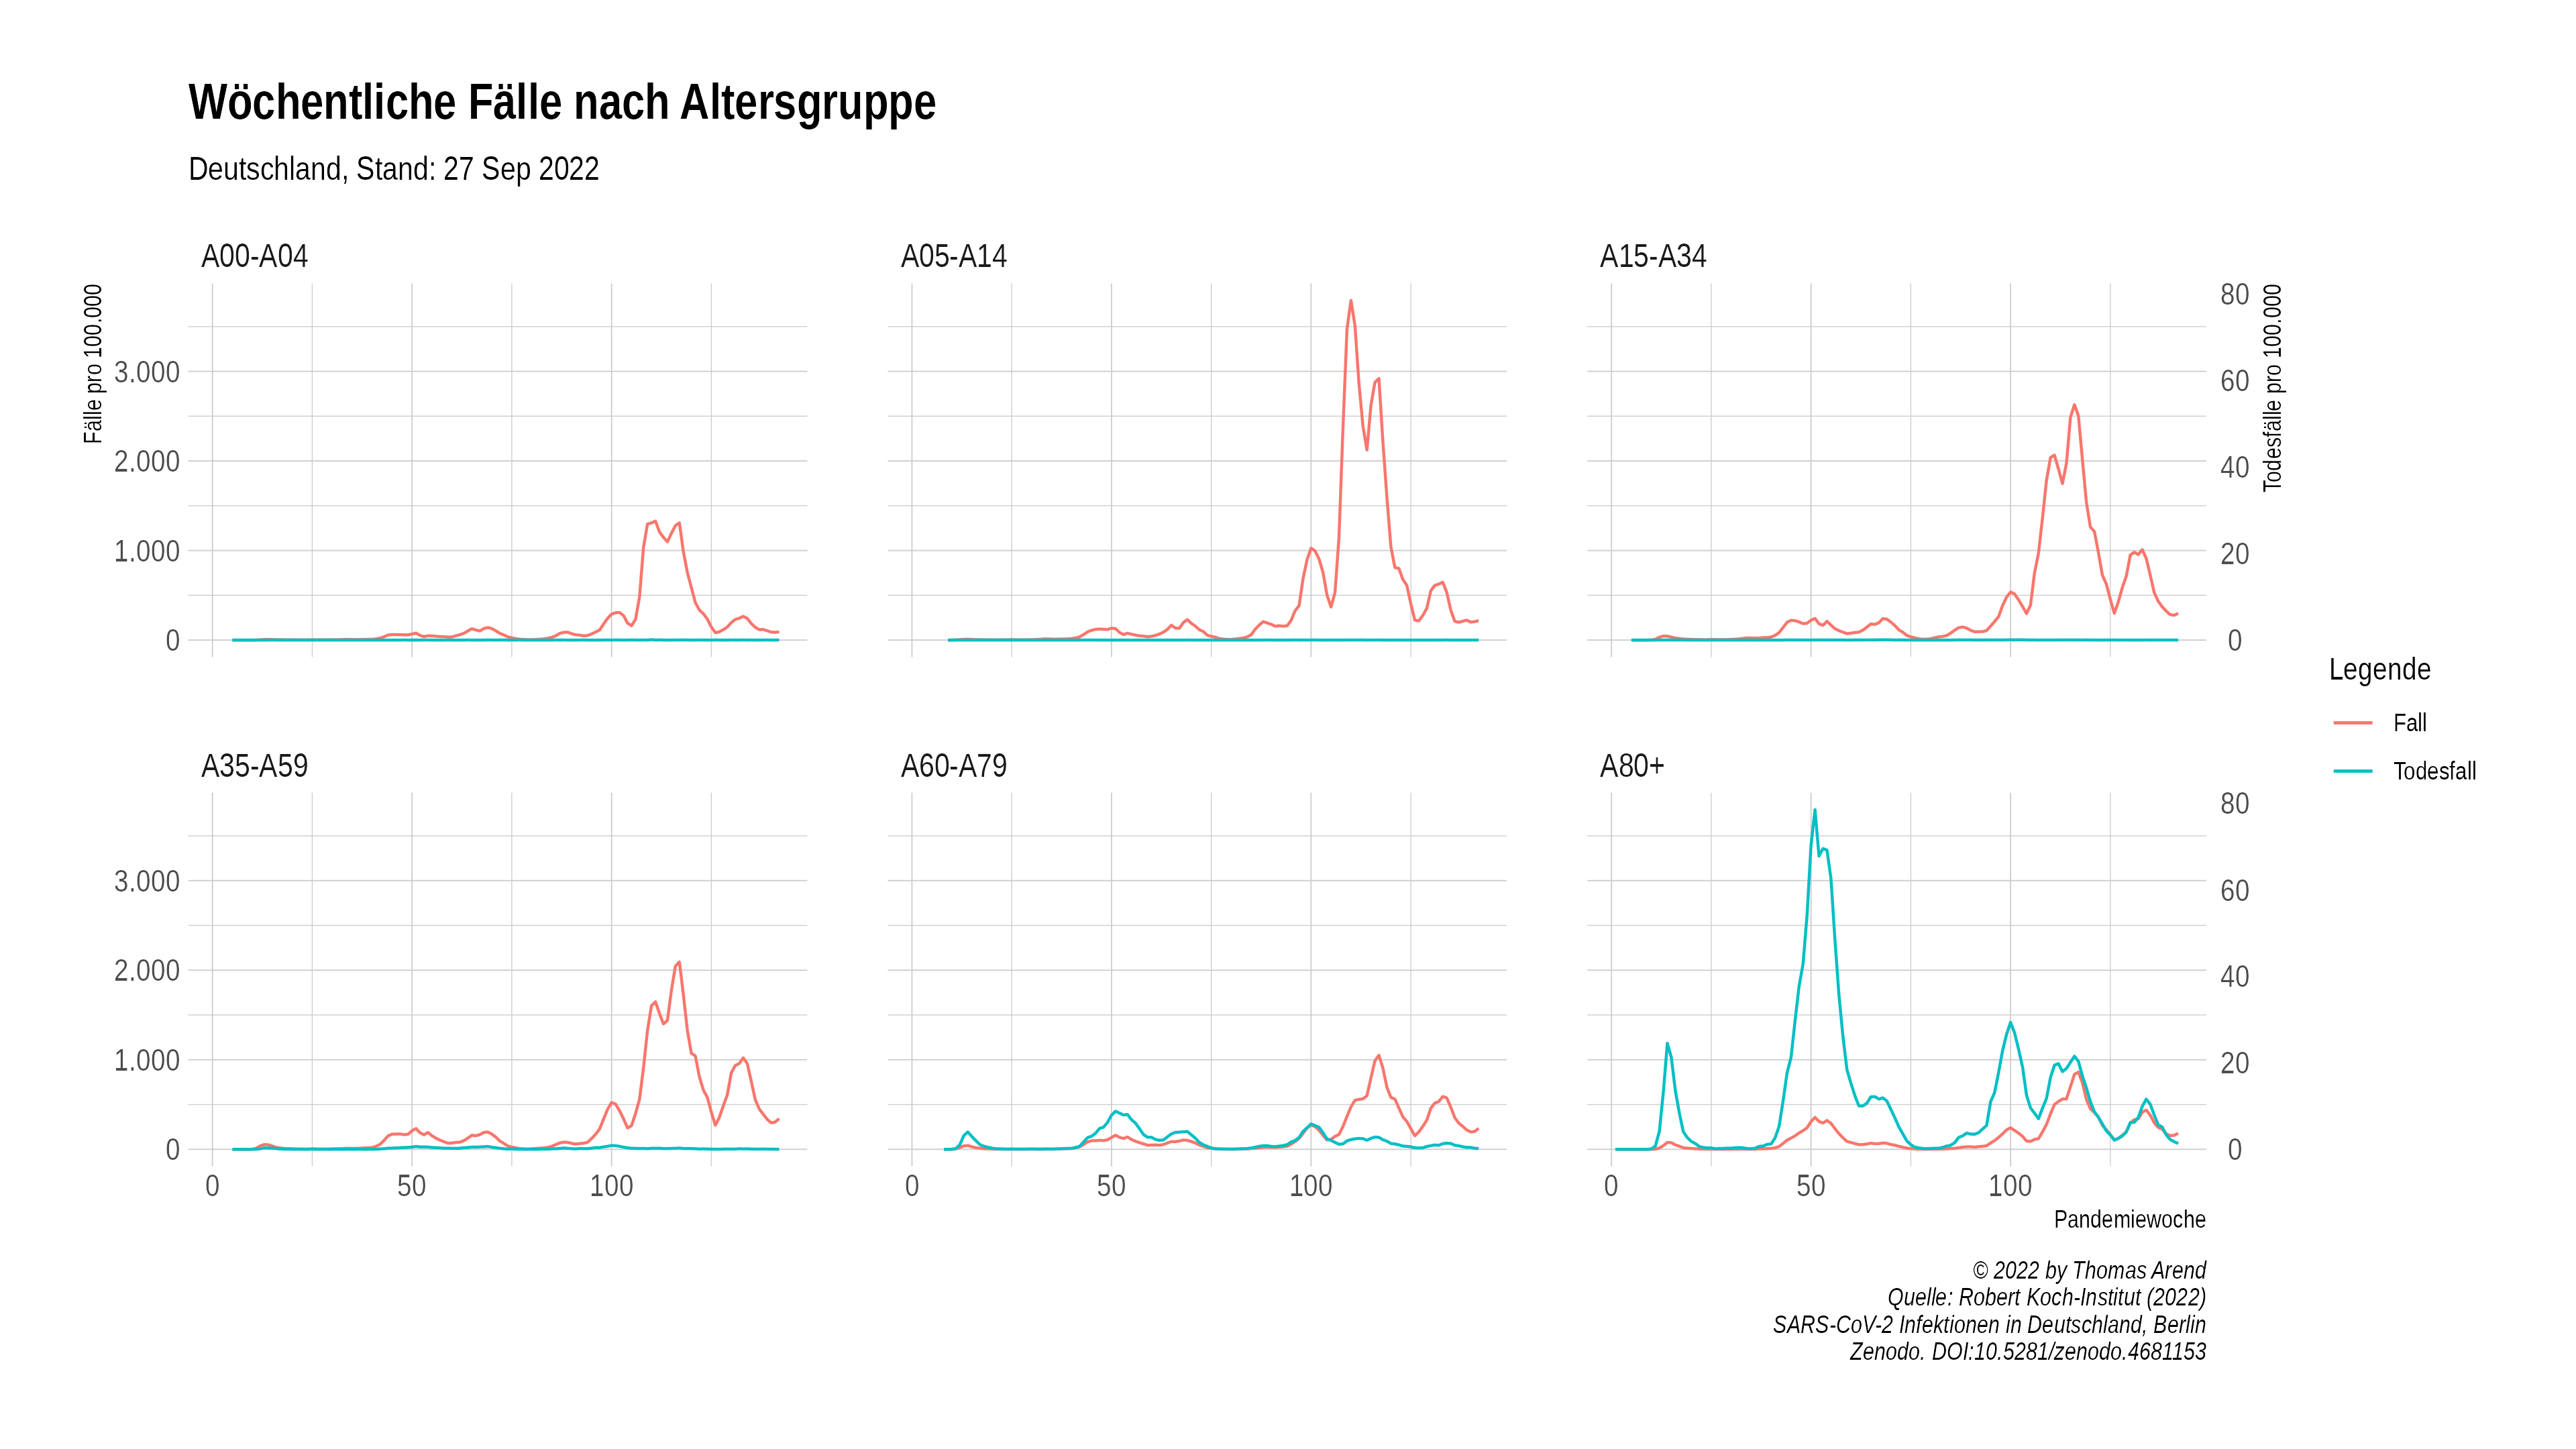 Wöchentliche Fälle nach Altersgruppe
Deutschland, Stand: 27 Sep 2022
A00-A04
A05-A14
A15-A34
Fälle pro 100.000
3.000
2.000
1.000
0
80
60
40
20
0
Todesfälle pro 100.000
Legende
Fall
Todesfall
A35-A59
A60-A79
A80+
3.000
2.000
1.000
0
80
60
40
20
0
0 50 100
0 50 100
0 50 100
Pandemiewoche
© 2022 by Thomas Arend
Quelle: Robert Koch-Institut (2022)
SARS-CoV-2 Infektionen in Deutschland, Berlin
Zenodo. DOI:10.5281/zenodo.4681153